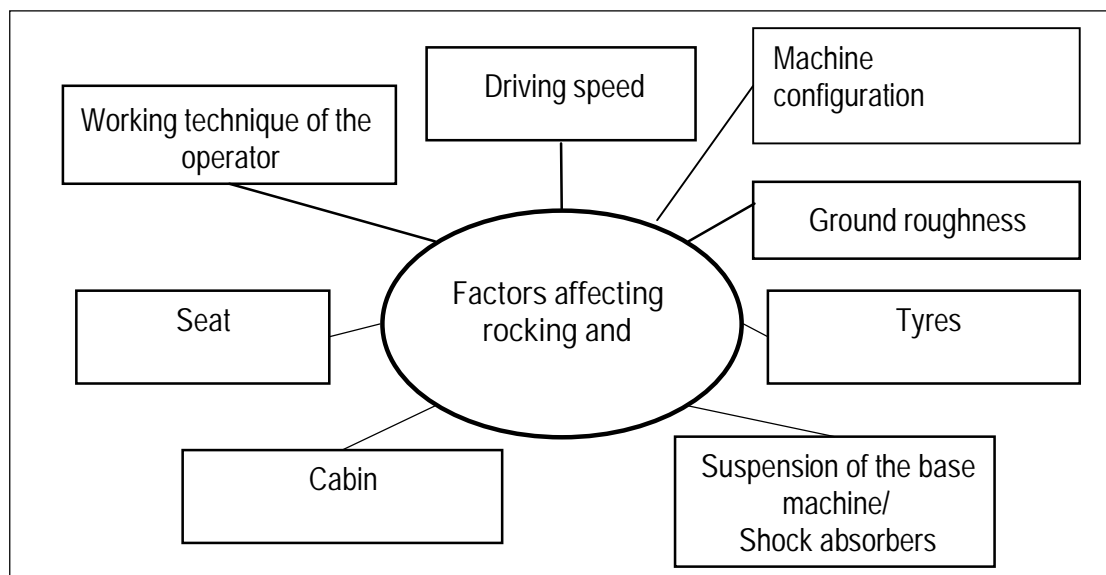 Driving speed
Machine
configuration
Working technique of the
operator
Ground roughness
Factors affecting
rocking and
Seat
Tyres
Cabin
Suspension of the base
machine/
Shock absorbers